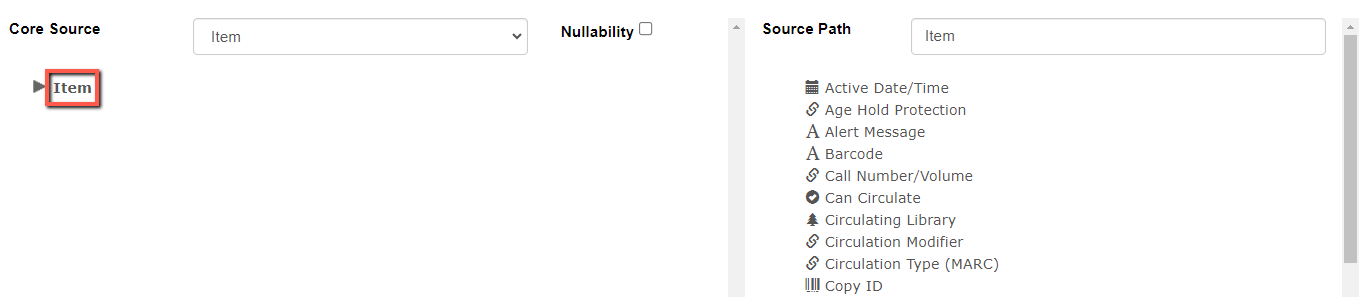 Core Source
Item
Nullability
Source Path
Item
Item
Active Date/Time
Age Hold Protection
Alert Message
Barcode
Call Number/Volume
Can Circulate
Circulating Library
Circulation Modifier
Circulation Type (MARC)
Copy ID